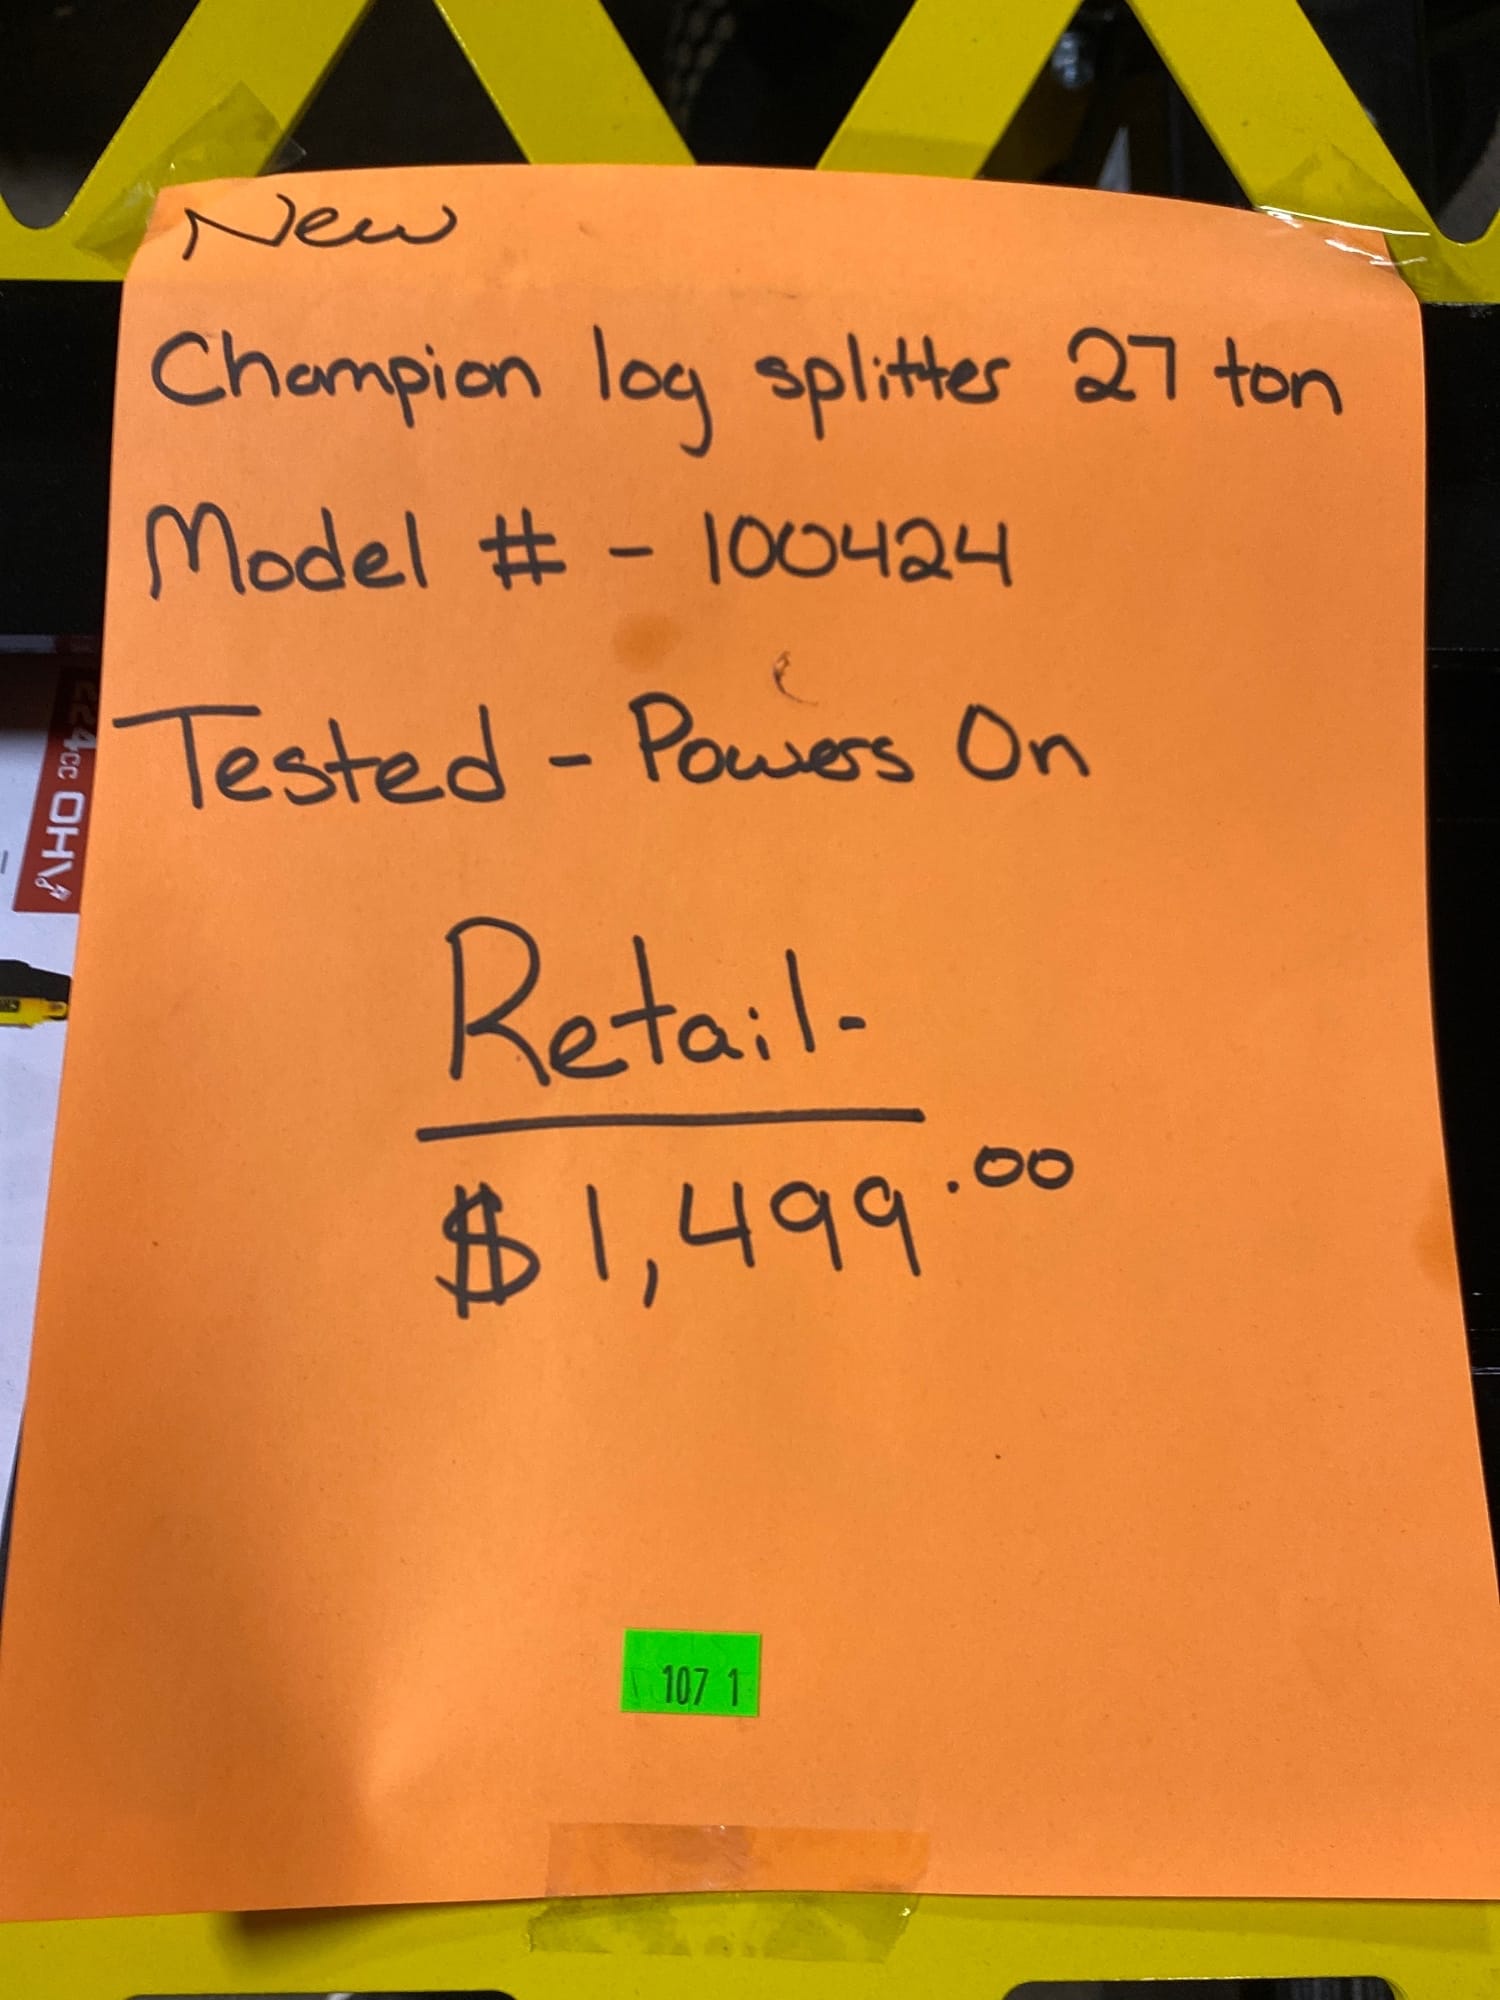 New
Champion log splitter 27 ton
Model # - 100424
Tested - Powers On
Retail-
$1,499.00
107 1
224cc OHV